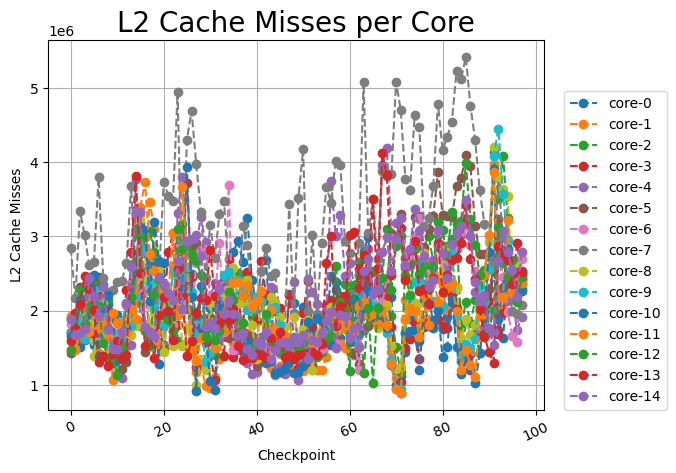 L2 Cache Misses per Core
1e6
5
4
3
2
1
L2 Cache Misses
0
20
40
60
80
100
Checkpoint
core-0
core-1
core-2
core-3
core-4
core-5
core-6
core-7
core-8
core-9
core-10
core-11
core-12
core-13
core-14